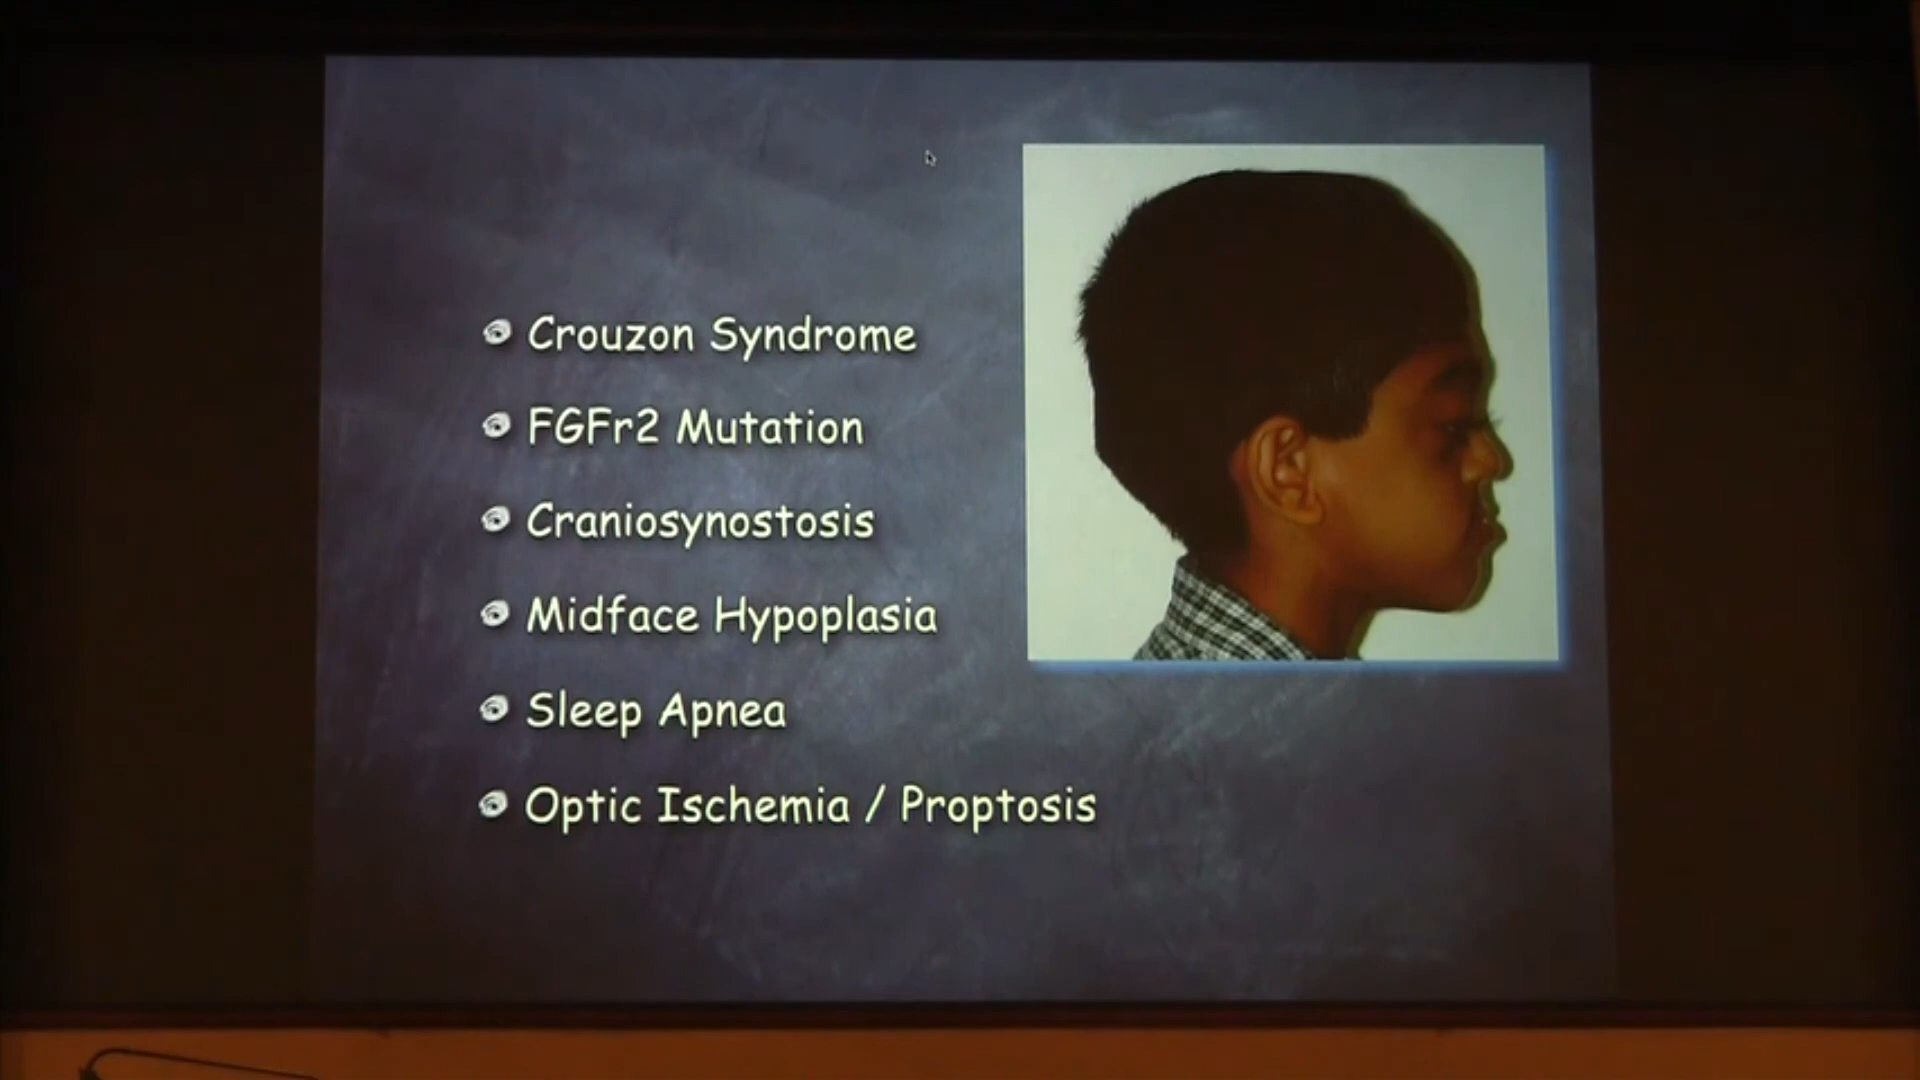 Crouzon Syndrome
FGFr2 Mutation
Craniosynostosis
Midface Hypoplasia
Sleep Apnea
Optic Ischemia / Proptosis